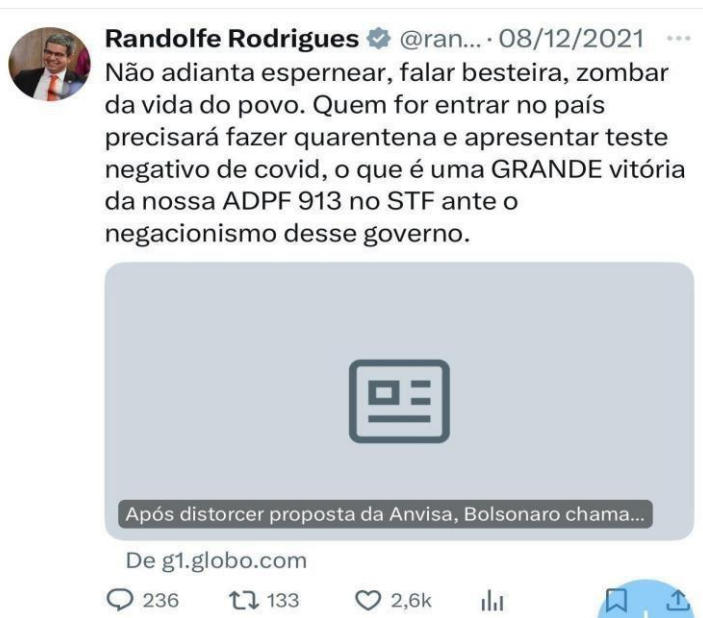 Randolfe Rodrigues @ran... · 08/12/2021
Não adianta espernear, falar besteira, zombar
da vida do povo. Quem for entrar no país
precisará fazer quarentena e apresentar teste
negativo de covid, o que é uma GRANDE vitória
da nossa ADPF 913 no STF ante o
negacionismo desse governo.
Após distorcer proposta da Anvisa, Bolsonaro chama...
De g1.globo.com
236 133 2,6k